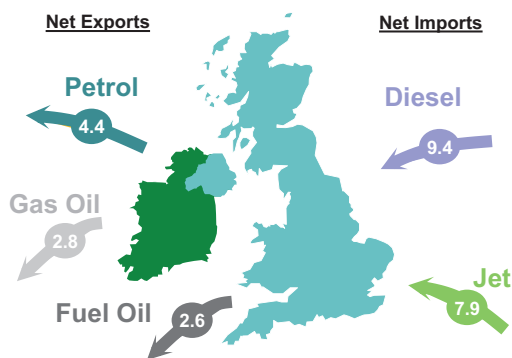 Net Exports
Net Imports
Petrol
4.4
Diesel
9.4
Gas Oil
2.8
Fuel Oil
2.6
Jet
7.9